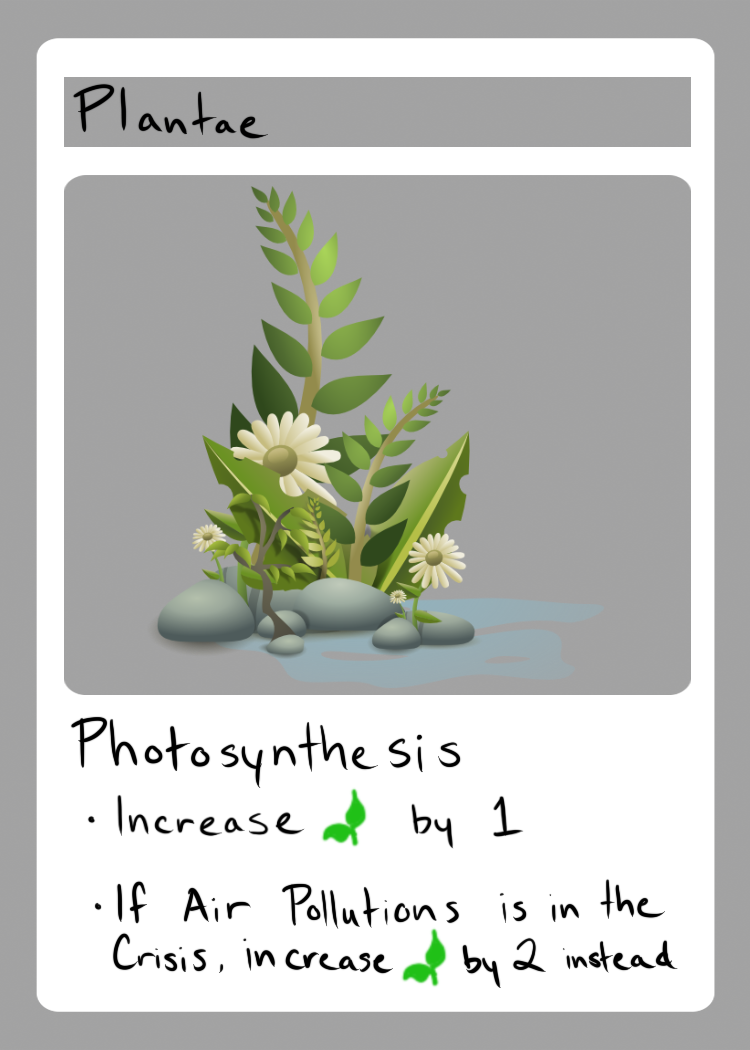 Plantae
Photosynthesis
• Increase by 1
• If Air Pollutions is in the
Crisis, increase by 2 instead